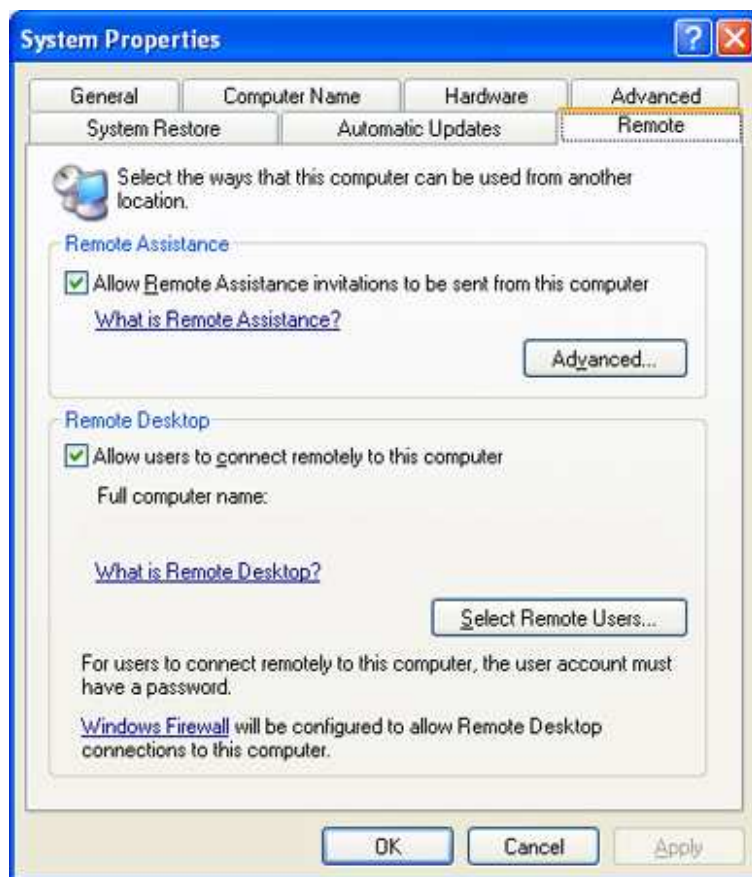 System Properties
General Computer Name Hardware Advanced
System Restore Automatic Updates Remote
Select the ways that this computer can be used from another
location.
Remote Assistance
Allow Remote Assistance invitations to be sent from this computer
What is Remote Assistance?
Advanced...
Remote Desktop
Allow users to connect remotely to this computer
Full computer name:
What is Remote Desktop?
Select Remote Users...
For users to connect remotely to this computer, the user account must
have a password.
Windows Firewall will be configured to allow Remote Desktop
connections to this computer.
OK Cancel Apply